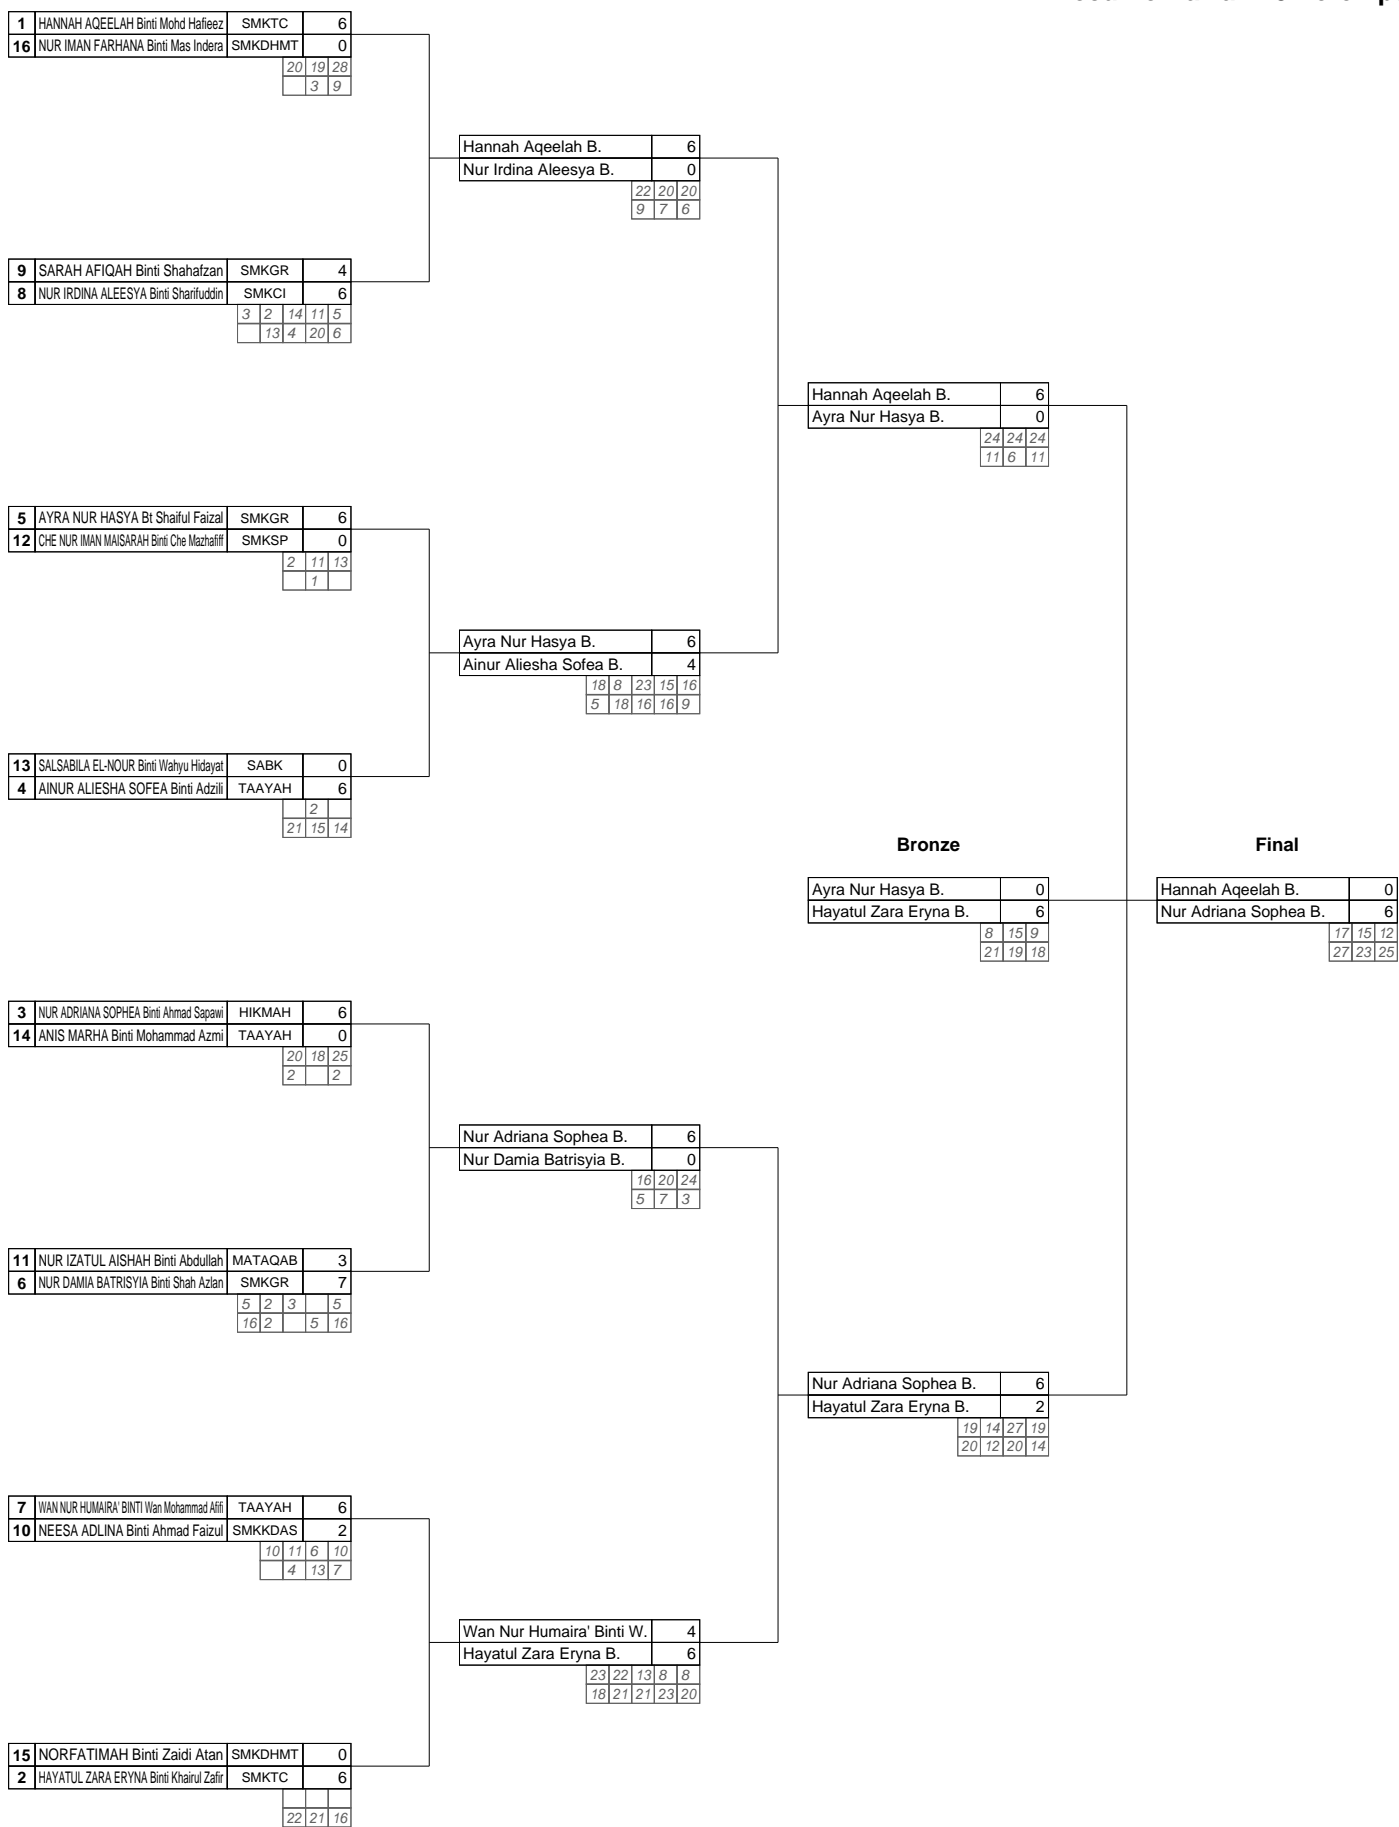 1 HANNAH AQEELAH Binti Mohd Hafieez SMKTC 6
16 NUR IMAN FARHANA Binti Mas Indera SMKDHMT 0
20 19 28
3 9
Hannah Aqeelah B. 6
Nur Irdina Aleesya B. 0
22 20 20
9 7 6
9 SARAH AFIQAH Binti Shahafzan SMKGR 4
8 NUR IRDINA ALEESYA Binti Sharifuddin SMKCI 6
3 2 14 11 5
13 4 20 6
Hannah Aqeelah B. 6
Ayra Nur Hasya B. 0
24 24 24
11 6 11
5 AYRA NUR HASYA Bt Shaiful Faizal SMKGR 6
12 CHE NUR IMAN MAISARAH Binti Che Mazhafiff SMKSP 0
2 11 13
1
Ayra Nur Hasya B. 6
Ainur Aliesha Sofea B. 4
18 8 23 15 16
5 18 16 16 9
13 SALSABILA EL-NOUR Binti Wahyu Hidayat SABK 0
4 AINUR ALIESHA SOFEA Binti Adzili TAAYAH 6
2
21 15 14
Bronze Final
Ayra Nur Hasya B. 0 Hannah Aqeelah B. 0
Hayatul Zara Eryna B. 6 Nur Adriana Sophea B. 6
8 15 9 17 15 12
21 19 18 27 23 25
3 NUR ADRIANA SOPHEA Binti Ahmad Sapawi HIKMAH 6
14 ANIS MARHA Binti Mohammad Azmi TAAYAH 0
20 18 25
2 2
Nur Adriana Sophea B. 6
Nur Damia Batrisyia B. 0
16 20 24
5 7 3
11 NUR IZATUL AISHAH Binti Abdullah MATAQAB 3
6 NUR DAMIA BATRISYIA Binti Shah Azlan SMKGR 7
5 2 3 5
16 2 5 16
Nur Adriana Sophea B. 6
Hayatul Zara Eryna B. 2
19 14 27 19
20 12 20 14
7 WAN NUR HUMAIRA' BINTI Wan Mohammad Afifi TAAYAH 6
10 NEESA ADLINA Binti Ahmad Faizul SMKKDAS 2
10 11 6 10
4 13 7
Wan Nur Humaira' Binti W. 4
Hayatul Zara Eryna B. 6
23 22 13 8 8
18 21 21 23 20
15 NORFATIMAH Binti Zaidi Atan SMKDHMT 0
2 HAYATUL ZARA ERYNA Binti Khairul Zafir SMKTC 6
22 21 16